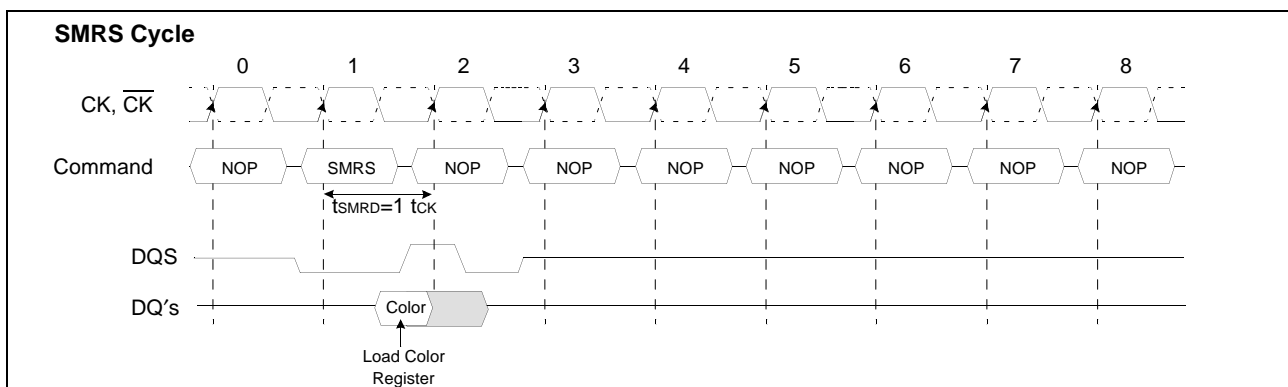 SMRS Cycle
0 1 2 3 4 5 6 7 8
CK, C̅K̅
Command NOP SMRS NOP NOP NOP NOP NOP NOP NOP
tSMRD=1 tCK
DQS
DQ′s Color
Load Color
Register